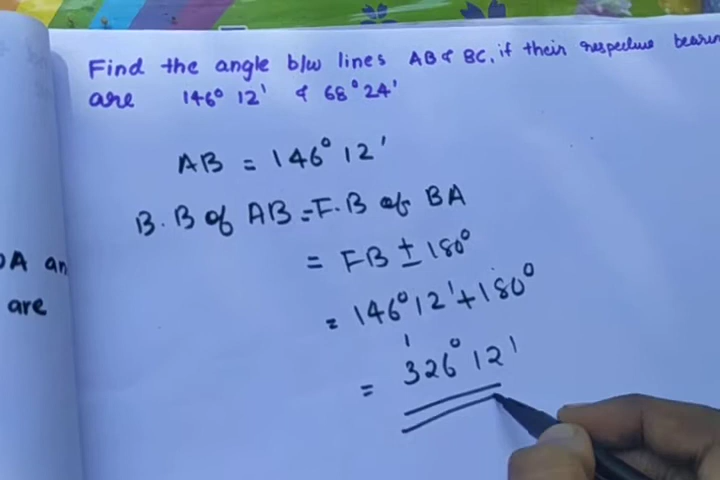 Find the angle b/w lines AB & BC, if their respective
are 146° 12' & 68° 24'
AB = 146° 12'
B.B of AB = F.B of BA
= FB ± 180°
= 146° 12' + 180°
= 326° 12'
are